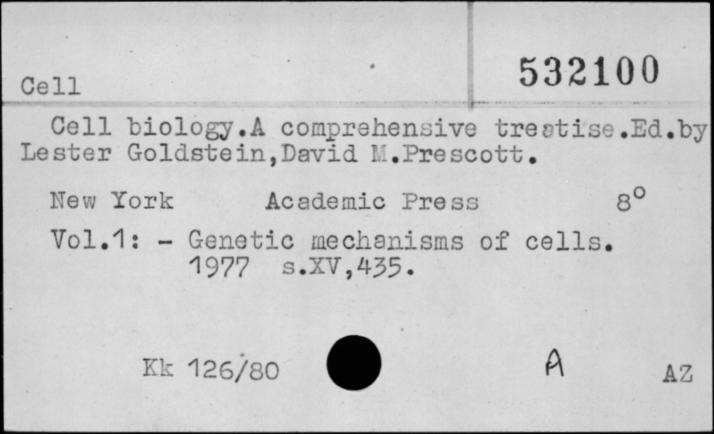 532100
Cell
Cell biology.A comprehensive treatise.Ed.by
Lester Goldstein,David M.Prescott.
New York Academic Press 8°
Vol.1: - Genetic mechanisms of cells.
1977 s.XV,435.
Kk 126/80 A AZ